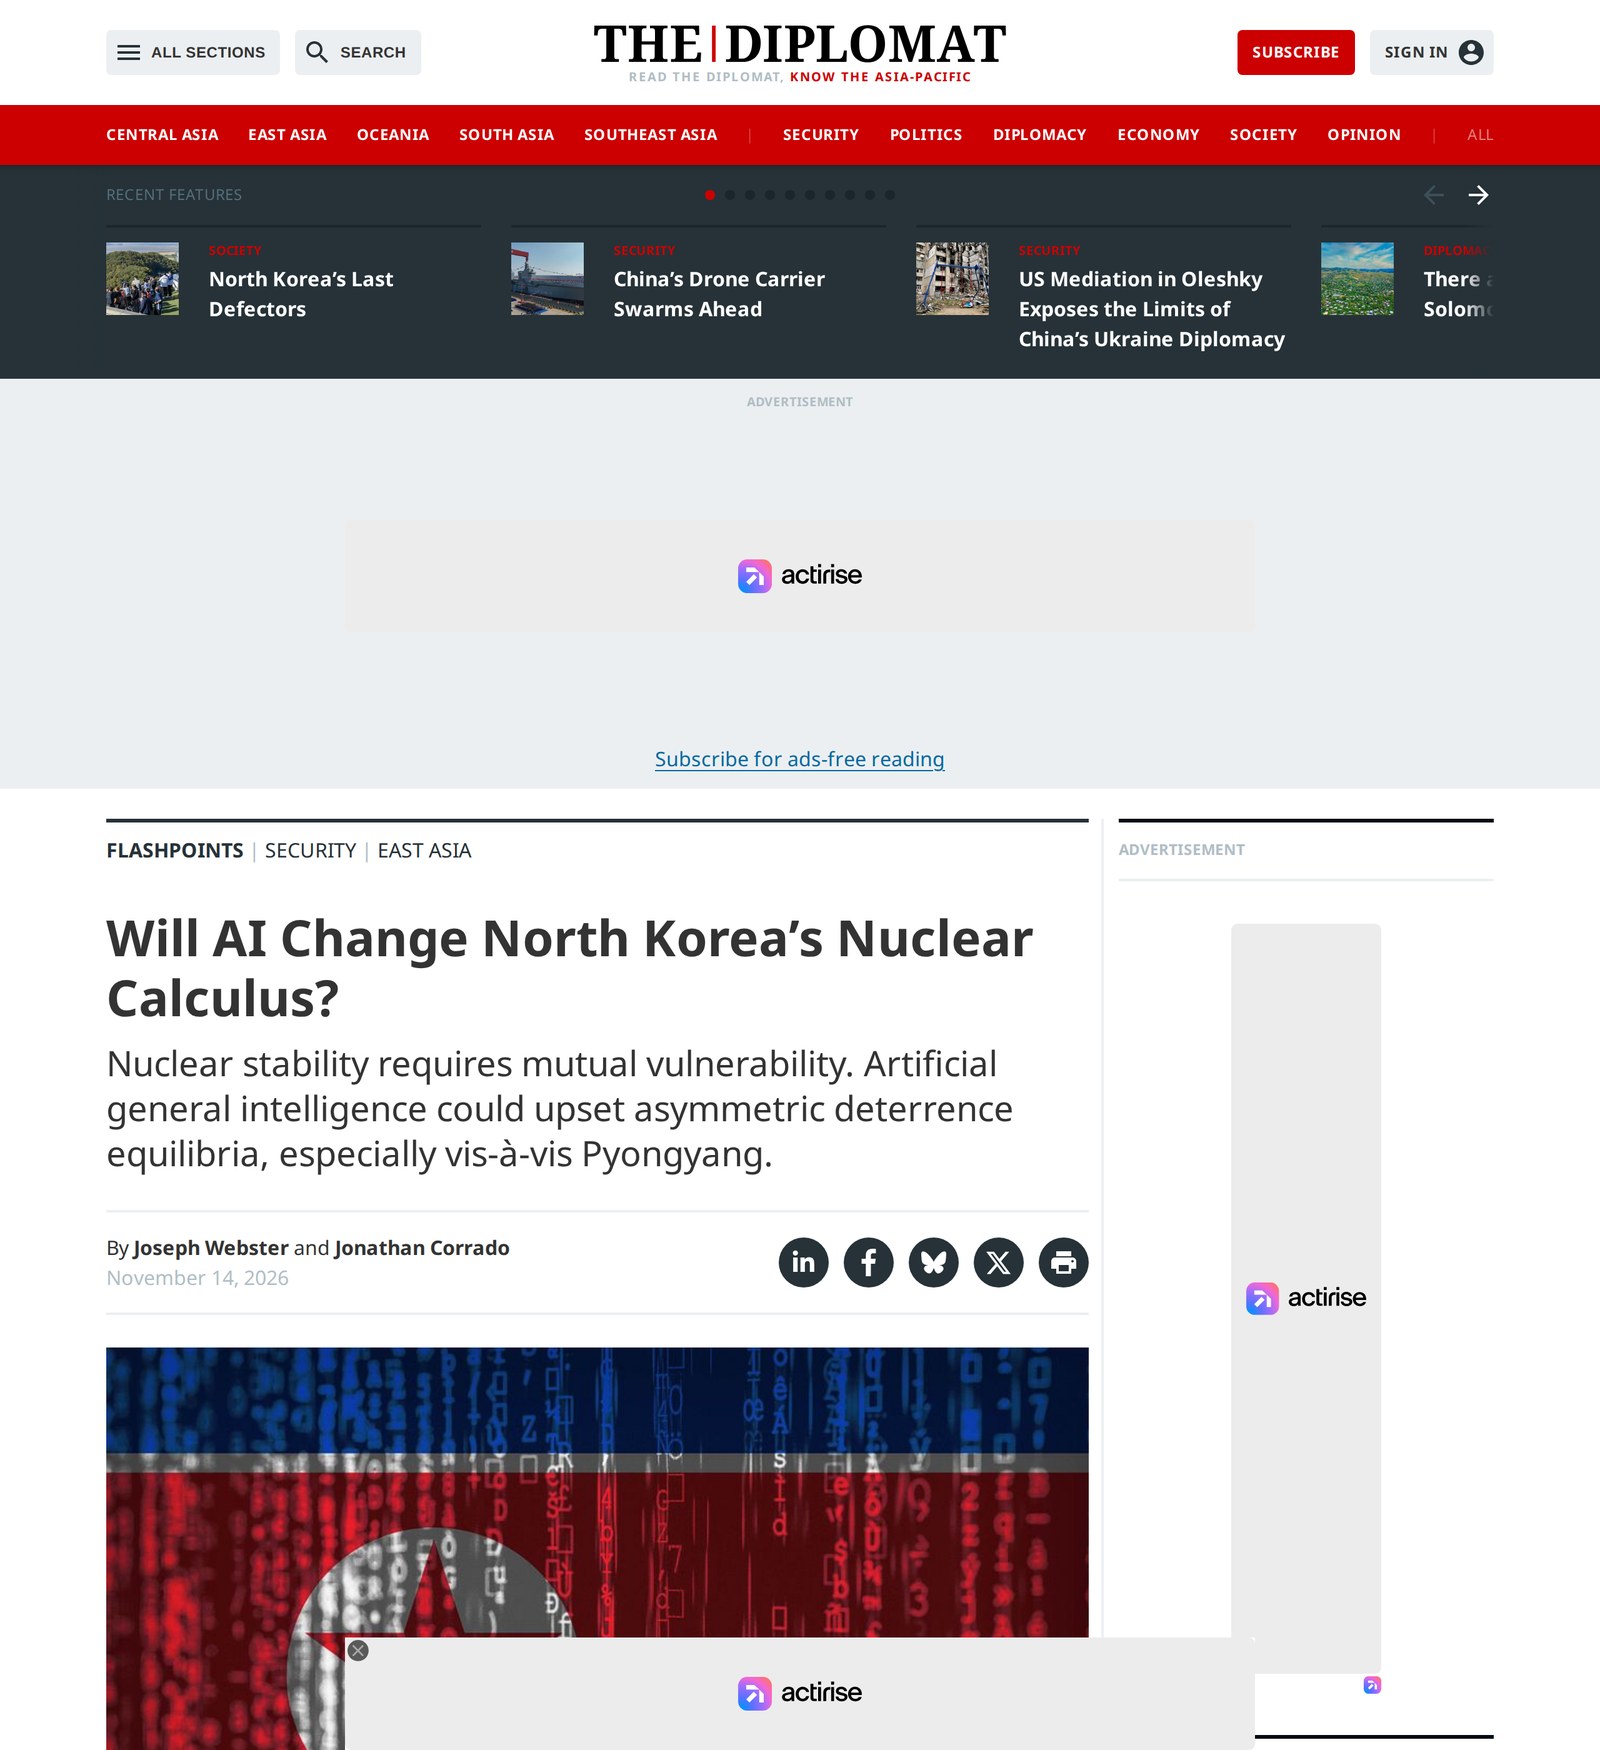 ALL SECTIONS
SEARCH
THE|DIPLOMAT
READ THE DIPLOMAT, KNOW THE ASIA-PACIFIC
SUBSCRIBE
SIGN IN
CENTRAL ASIA EAST ASIA OCEANIA SOUTH ASIA SOUTHEAST ASIA | SECURITY POLITICS DIPLOMACY ECONOMY SOCIETY OPINION | ALL
RECENT FEATURES
SOCIETY
North Korea’s Last
Defectors
SECURITY
China’s Drone Carrier
Swarms Ahead
SECURITY
US Mediation in Oleshky
Exposes the Limits of
China’s Ukraine Diplomacy
There
ADVERTISEMENT
actirise
Subscribe for ads-free reading
FLASHPOINTS | SECURITY | EAST ASIA
Will AI Change North Korea’s Nuclear
Calculus?
Nuclear stability requires mutual vulnerability. Artificial
general intelligence could upset asymmetric deterrence
equilibria, especially vis-à-vis Pyongyang.
By Joseph Webster and Jonathan Corrado
November 14, 2026
ADVERTISEMENT
actirise
actirise